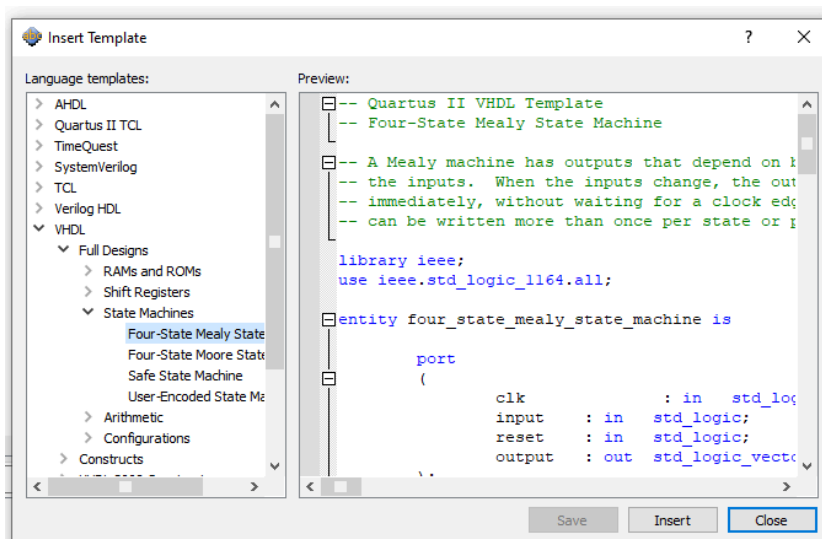 Insert Template
?
Language templates:
AHDL
Quartus II TCL
TimeQuest
SystemVerilog
TCL
Verilog HDL
VHDL
Full Designs
RAMs and ROMs
Shift Registers
State Machines
Four-State Mealy State
Four-State Moore State
Safe State Machine
User-Encoded State Ma
Arithmetic
Configurations
Constructs
Preview:
-- Quartus II VHDL Template
-- Four-State Mealy State Machine
-- A Mealy machine has outputs that depend on
-- the inputs.  When the inputs change, the out
-- immediately, without waiting for a clock edg
-- can be written more than once per state or
library ieee;
use ieee.std_logic_1164.all;
entity four_state_mealy_state_machine is
port
(
clk : in std_log
input : in std_logic;
reset : in std_logic;
output : out std_logic_vecto
);
Save
Insert
Close